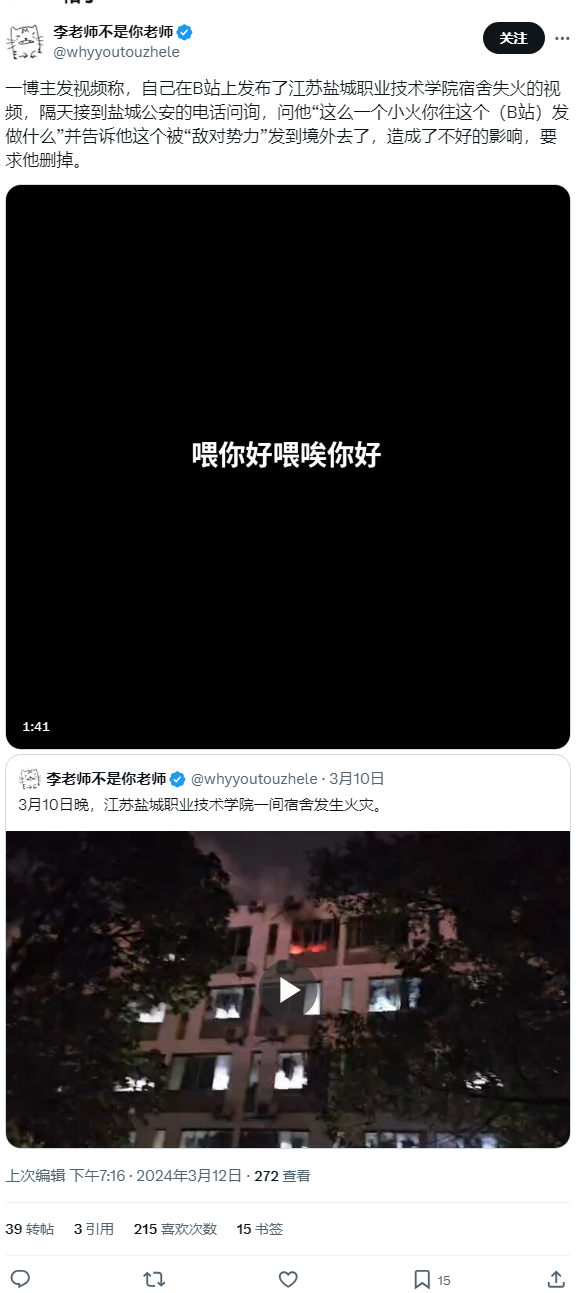 李老师不是你老师
关注
@whyyoutouzhele
一博主发视频称，自己在B站上发布了江苏盐城职业技术学院宿舍失火的视
频，隔天接到盐城公安的电话问询，问他“这么一个小火你往这个（B站）发
做什么”并告诉他这个被“敌对势力”发到境外去了，造成了不好的影响，要
求他删掉。
喂你好喂唉你好
1:41
李老师不是你老师 @whyyoutouzhele · 3月10日
3月10日晚，江苏盐城职业技术学院一间宿舍发生火灾。
上次编辑 下午7:16 · 2024年3月12日 · 272 查看
39 转帖 3 引用 215 喜欢次数 15 书签
15